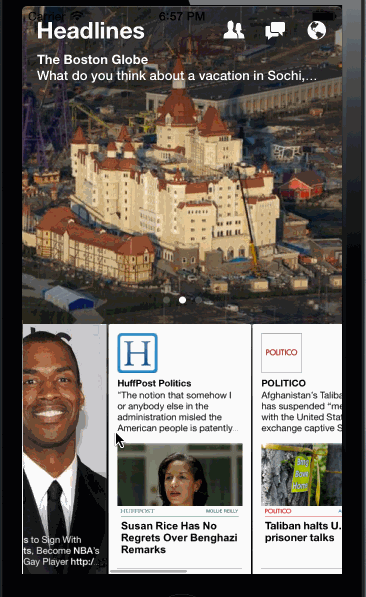 Carrier 6:57 PM
Headlines
The Boston Globe
What do you think about a vacation in Sochi,...
s to Sign With
ts, Become NBA's
Gay Player http:/
H
HuffPost Politics
"The notion that somehow I
or anybody else in the
administration misled the
American people is patently
HUFFPOST MOLLIE REILLY
Susan Rice Has No
Regrets Over Benghazi
Remarks
POLITICO
POLITICO
Afghanistan's Taliba
has suspended "me
with the United Stat
exchange captive S
POLITICO
Taliban halts U.
prisoner talks